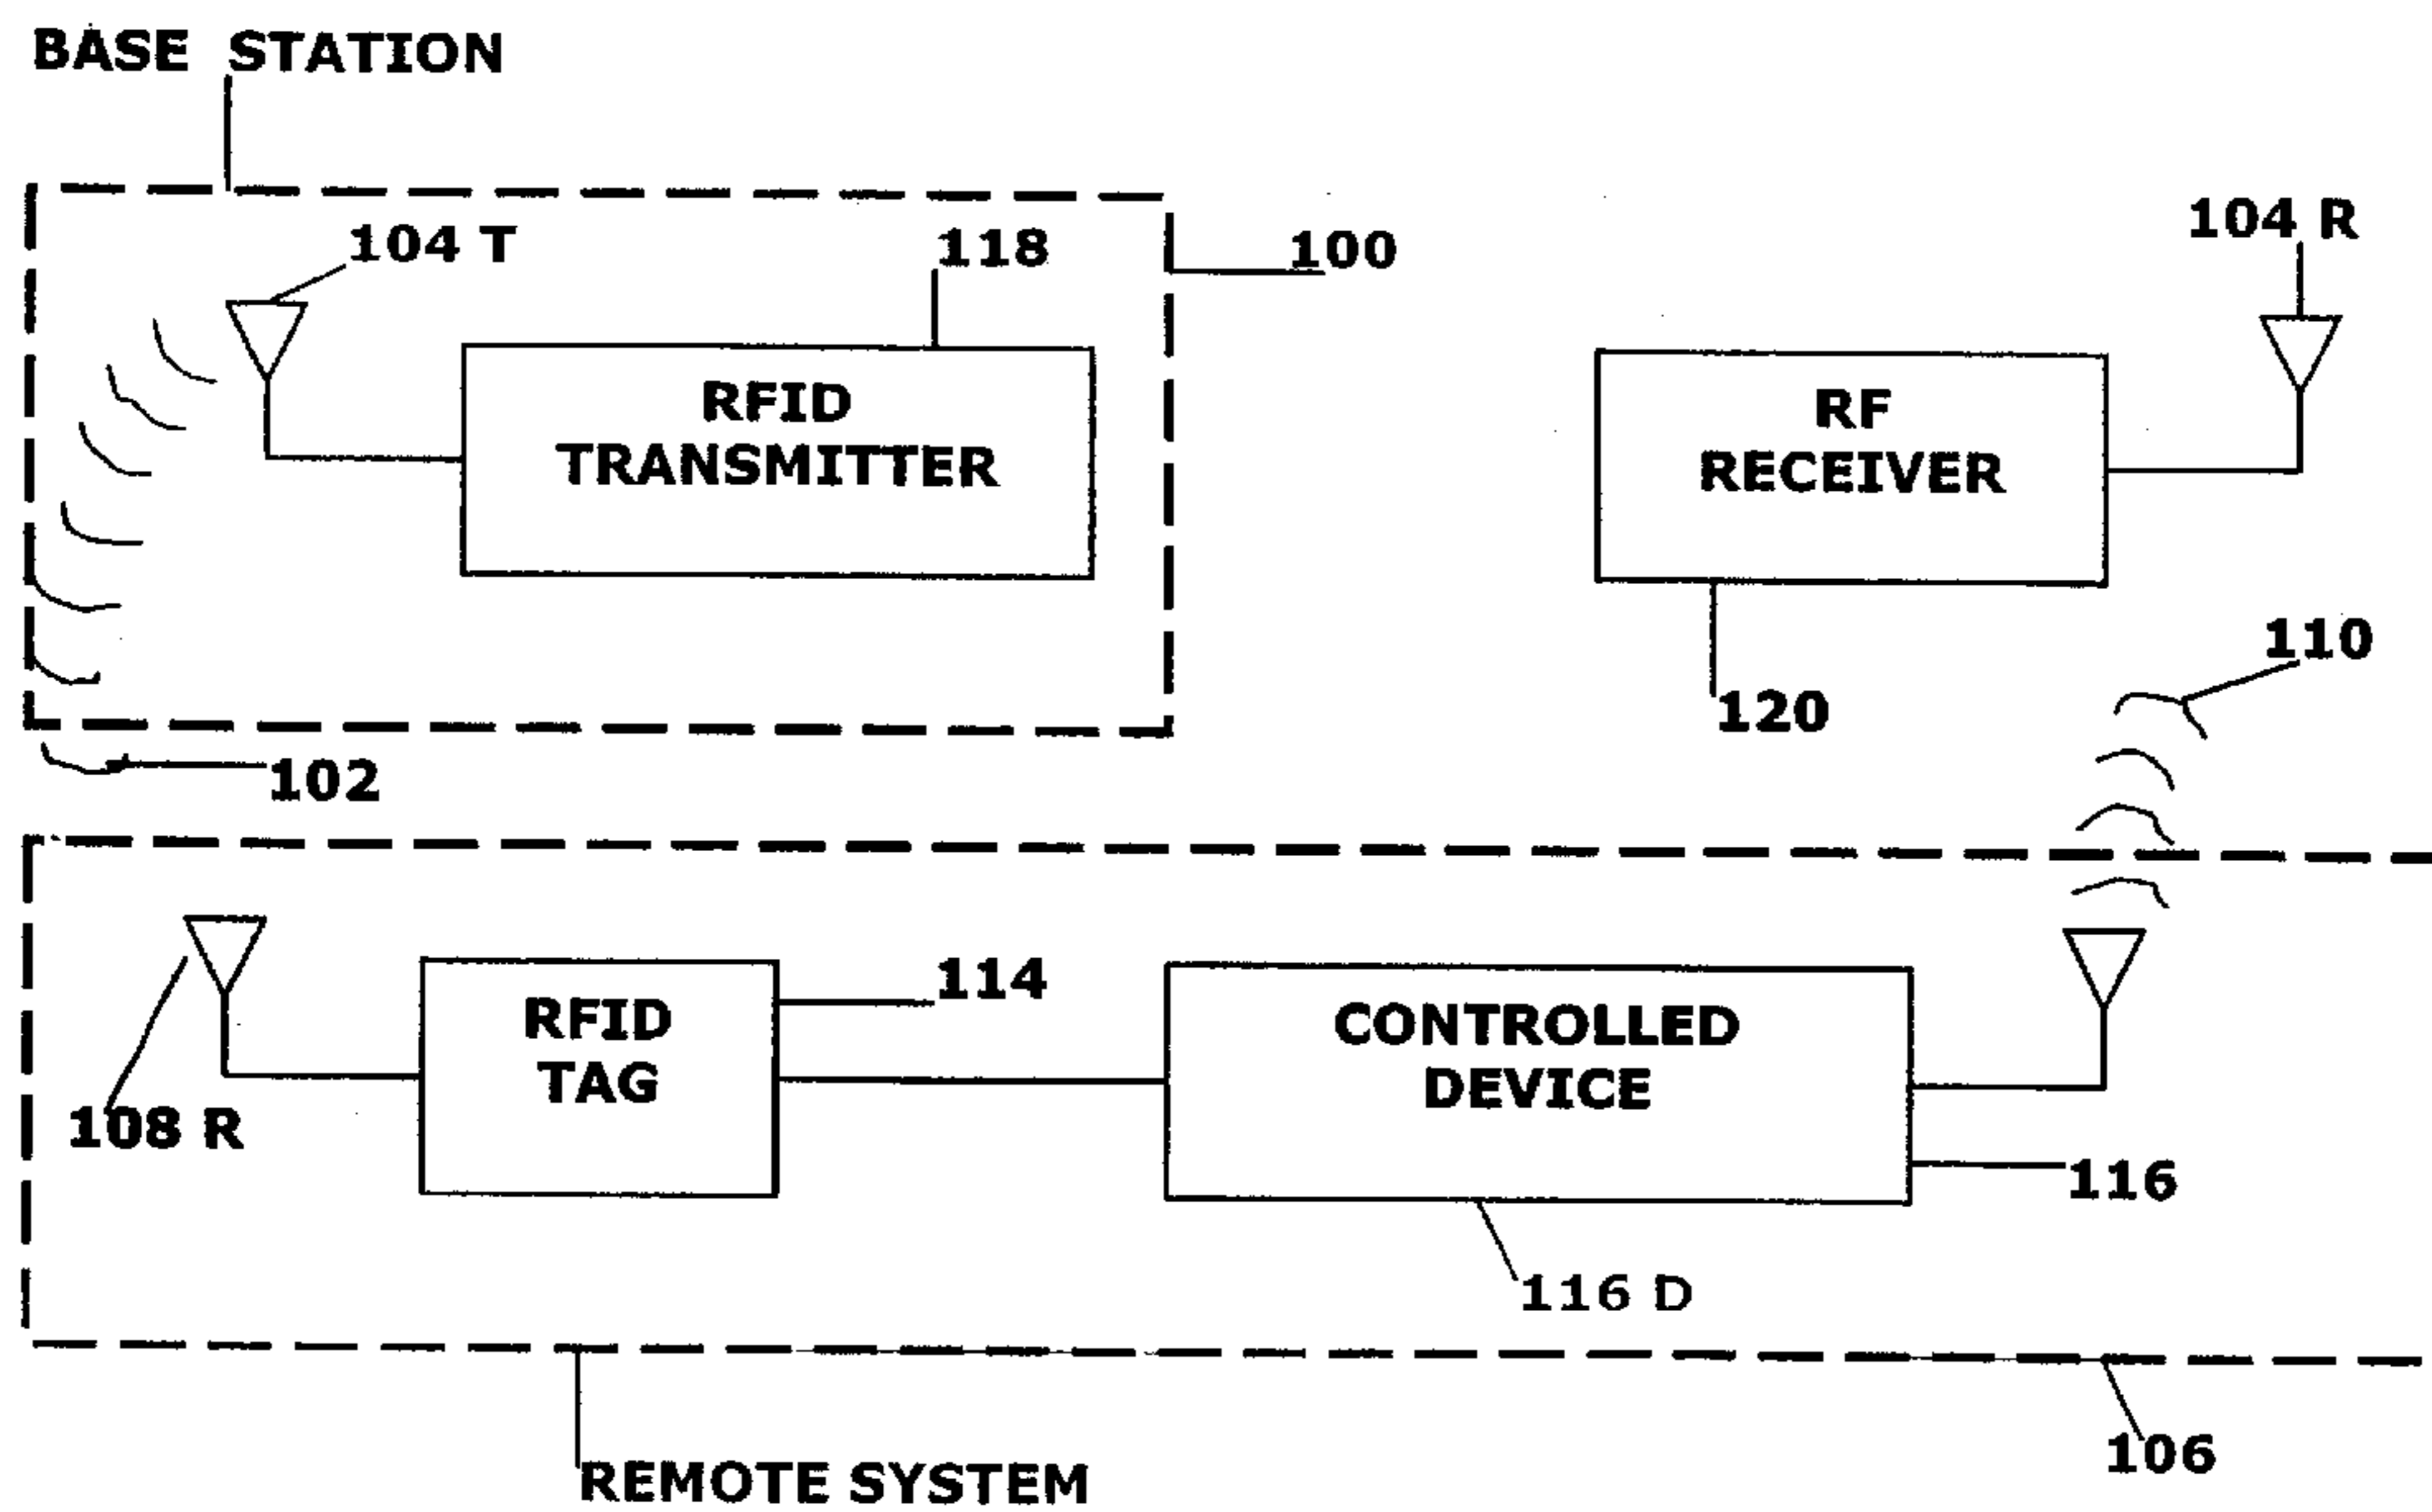 BASE STATION
104 T
118
100
104 R
RFID
TRANSMITTER
RF
RECEIVER
110
120
102
114
RFID
TAG
CONTROLLED
DEVICE
108 R
116
116 D
106
REMOTE SYSTEM